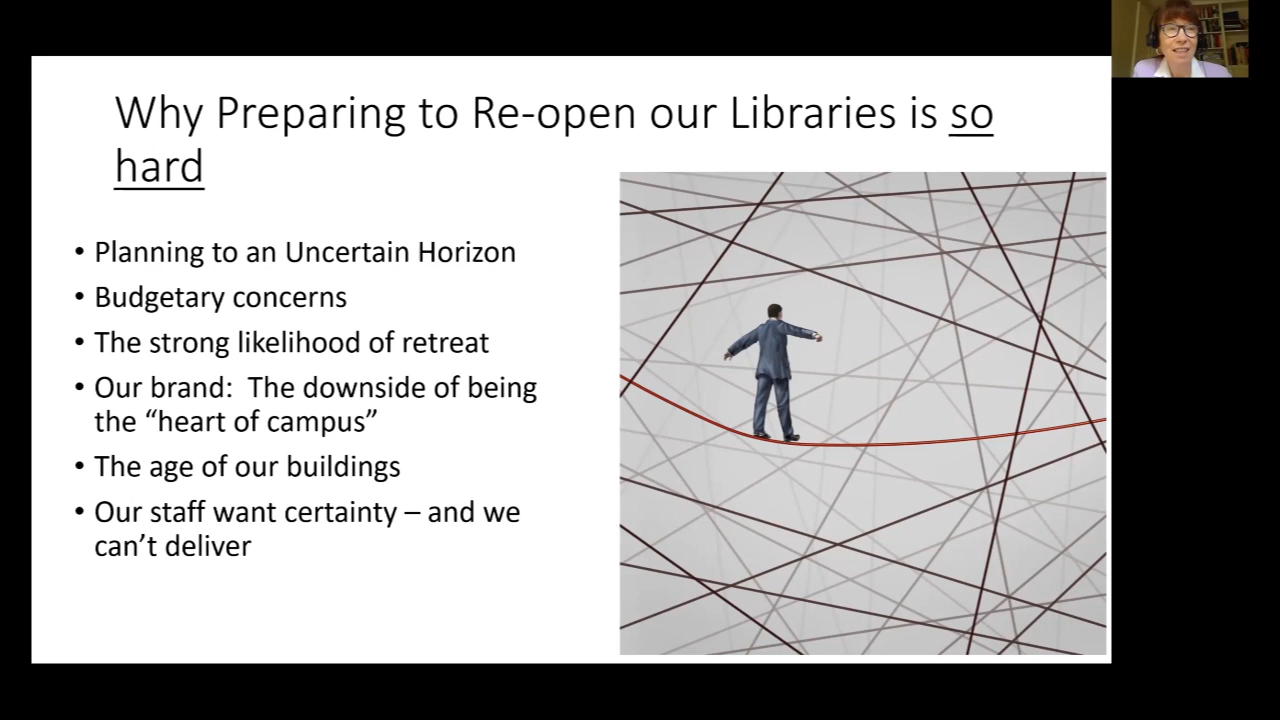 Why Preparing to Re-open our Libraries is so
hard
• Planning to an Uncertain Horizon
• Budgetary concerns
• The strong likelihood of retreat
• Our brand:  The downside of being
the “heart of campus”
• The age of our buildings
• Our staff want certainty – and we
can’t deliver